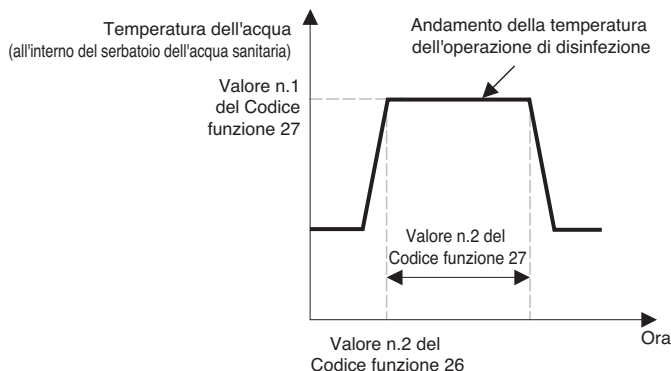 Temperatura dell'acqua
(all'interno del serbatoio dell'acqua sanitaria)
Andamento della temperatura
dell'operazione di disinfezione
Valore n.1
del Codice
funzione 27
Valore n.2 del
Codice funzione 27
Ora
Valore n.2 del
Codice funzione 26